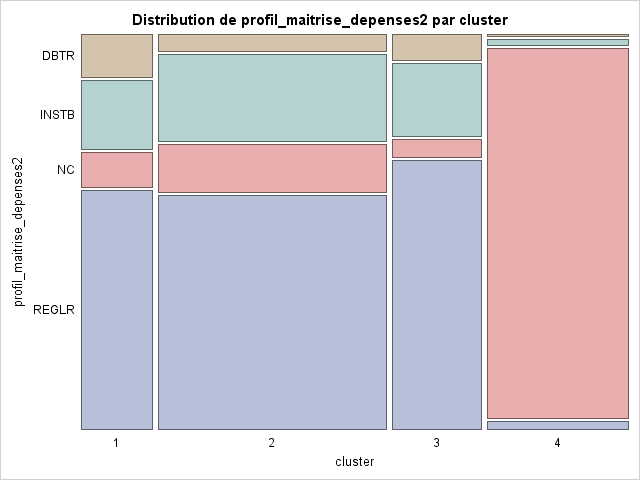 Distribution de profil_maitrise_depenses2 par cluster
profil_maitrise_depenses2
DBTR
INSTB
NC
REGLR
1 2 3 4
cluster